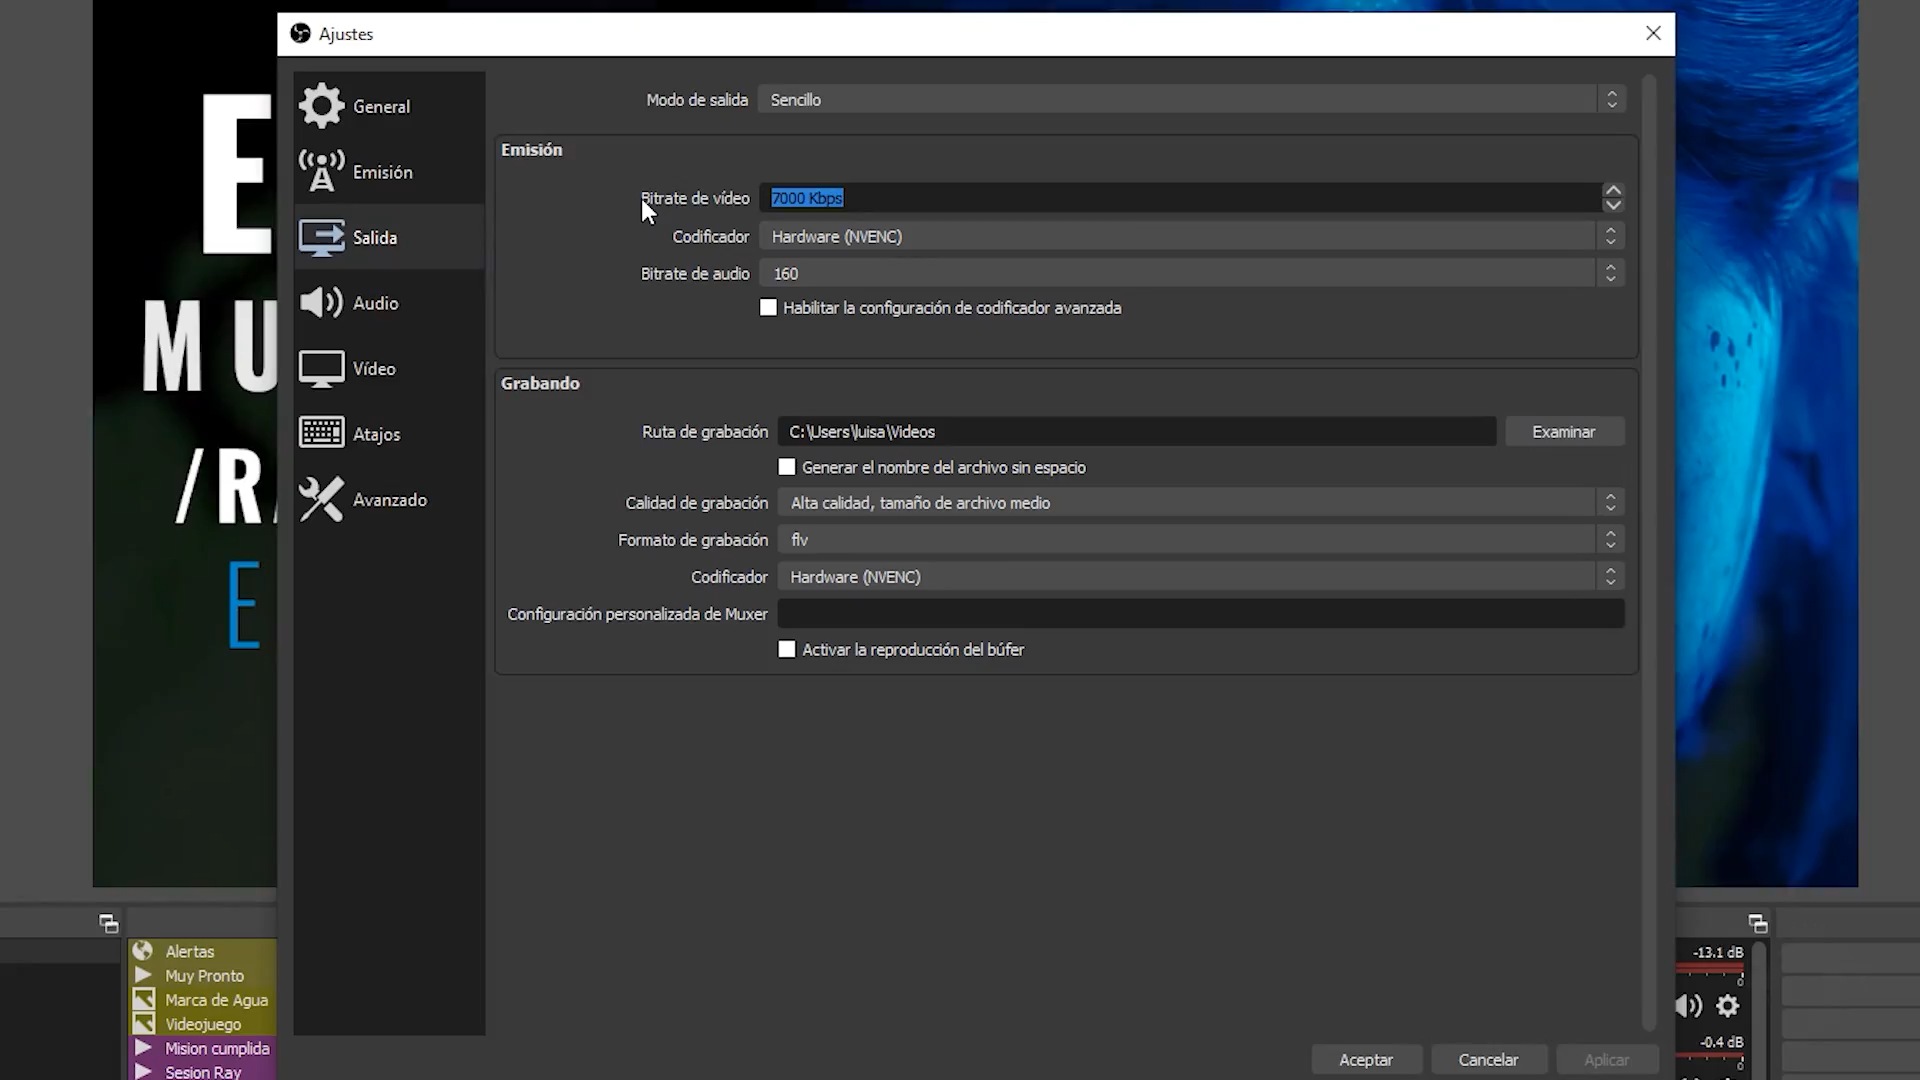 Ajustes
General
Emisión
Salida
Audio
Vídeo
Atajos
Avanzado
Modo de salida Sencillo
Emisión
Bitrate de vídeo 7000 Kbps
Codificador Hardware (NVENC)
Bitrate de audio 160
Habilitar la configuración de codificador avanzada
Grabando
Ruta de grabación C:\Users\luisa\Videos Examinar
Generar el nombre del archivo sin espacio
Calidad de grabación Alta calidad, tamaño de archivo medio
Formato de grabación flv
Codificador Hardware (NVENC)
Configuración personalizada de Muxer
Activar la reproducción del búfer
Aceptar Cancelar Aplicar
E
MU
/R
E
Alertas
Muy Pronto
Marca de Agua
Videojuego
Mision cumplida
Sesion Ray
-13.1 dB
0
-0.4 dB
0